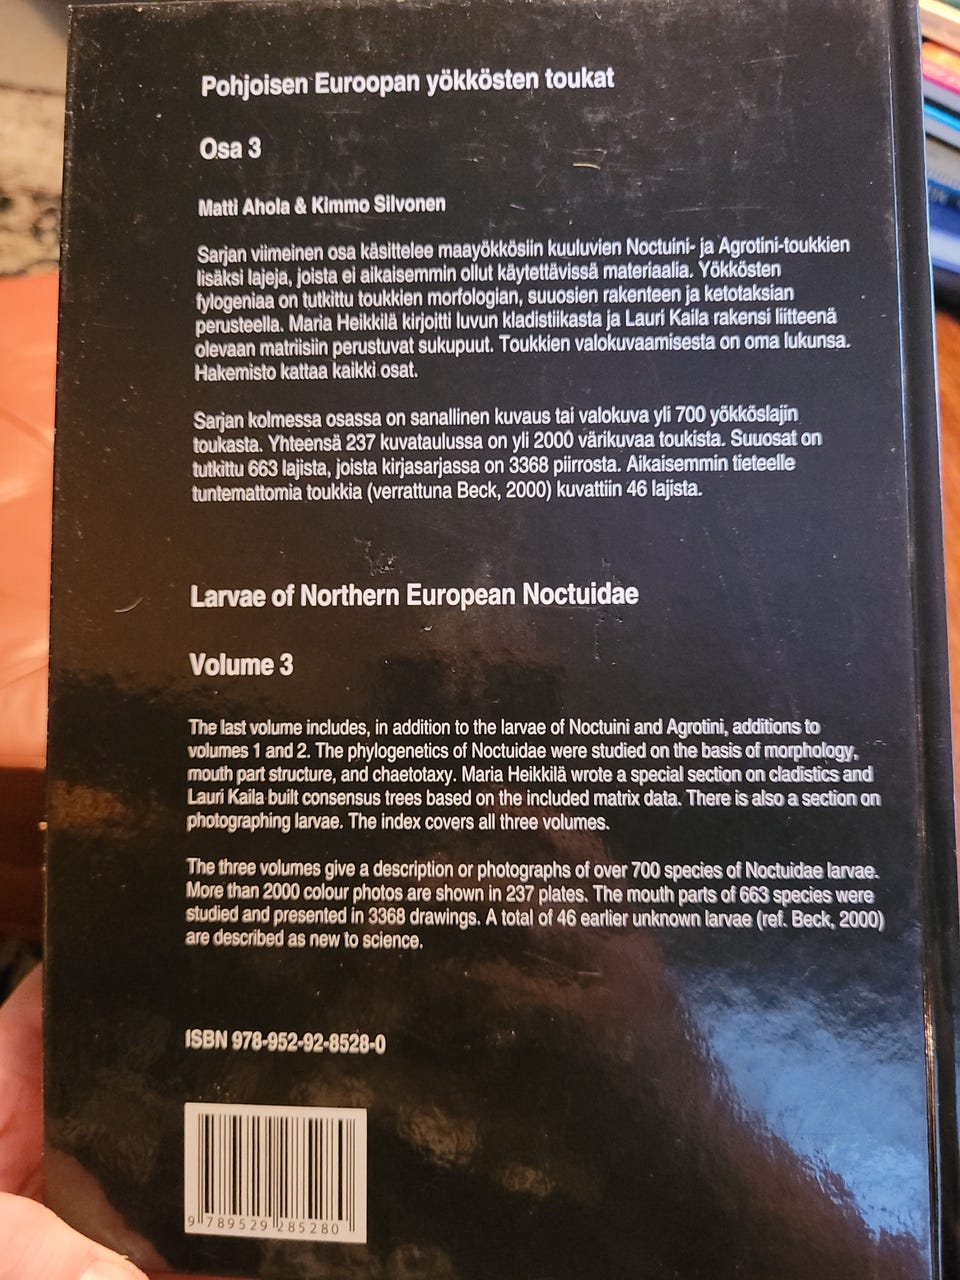 Pohjoisen Euroopan yökkösten toukat
Osa 3
Matti Ahola & Kimmo Silvonen
Sarjan viimeinen osa käsittelee maayökkösiin kuuluvien Noctuini- ja Agrotini-toukkien
lisäksi lajeja, joista ei aikaisemmin ollut käytettävissä materiaalia. Yökkösten
fylogeniaa on tutkittu toukkien morfologian, suuosien rakenteen ja ketotaksian
perusteella. Maria Heikkilä kirjoitti luvun kladistiikasta ja Lauri Kaila rakensi liitteenä
olevaan matriisiin perustuvat sukupuut. Toukkien valokuvaamisesta on oma lukunsa.
Hakemisto kattaa kaikki osat.
Sarjan kolmessa osassa on sanallinen kuvaus tai valokuva yli 700 yökköslajin
toukasta. Yhteensä 237 kuvataulussa on yli 2000 värikuvaa toukista. Suuosat on
tutkittu 663 lajista, joista kirjasarjassa on 3368 piirrosta. Aikaisemmin tieteelle
tuntemattomia toukkia (verrattuna Beck, 2000) kuvattiin 46 lajista.
Larvae of Northern European Noctuidae
Volume 3
The last volume includes, in addition to the larvae of Noctuini and Agrotini, additions to
volumes 1 and 2. The phylogenetics of Noctuidae were studied on the basis of morphology,
mouth part structure, and chaetotaxy. Maria Heikkilä wrote a special section on cladistics and
Lauri Kaila built consensus trees based on the included matrix data. There is also a section on
photographing larvae. The index covers all three volumes.
The three volumes give a description or photographs of over 700 species of Noctuidae larvae.
More than 2000 colour photos are shown in 237 plates. The mouth parts of 663 species were
studied and presented in 3368 drawings. A total of 46 earlier unknown larvae (ref. Beck, 2000)
are described as new to science.
ISBN 978-952-92-8528-0
9 789529 285280